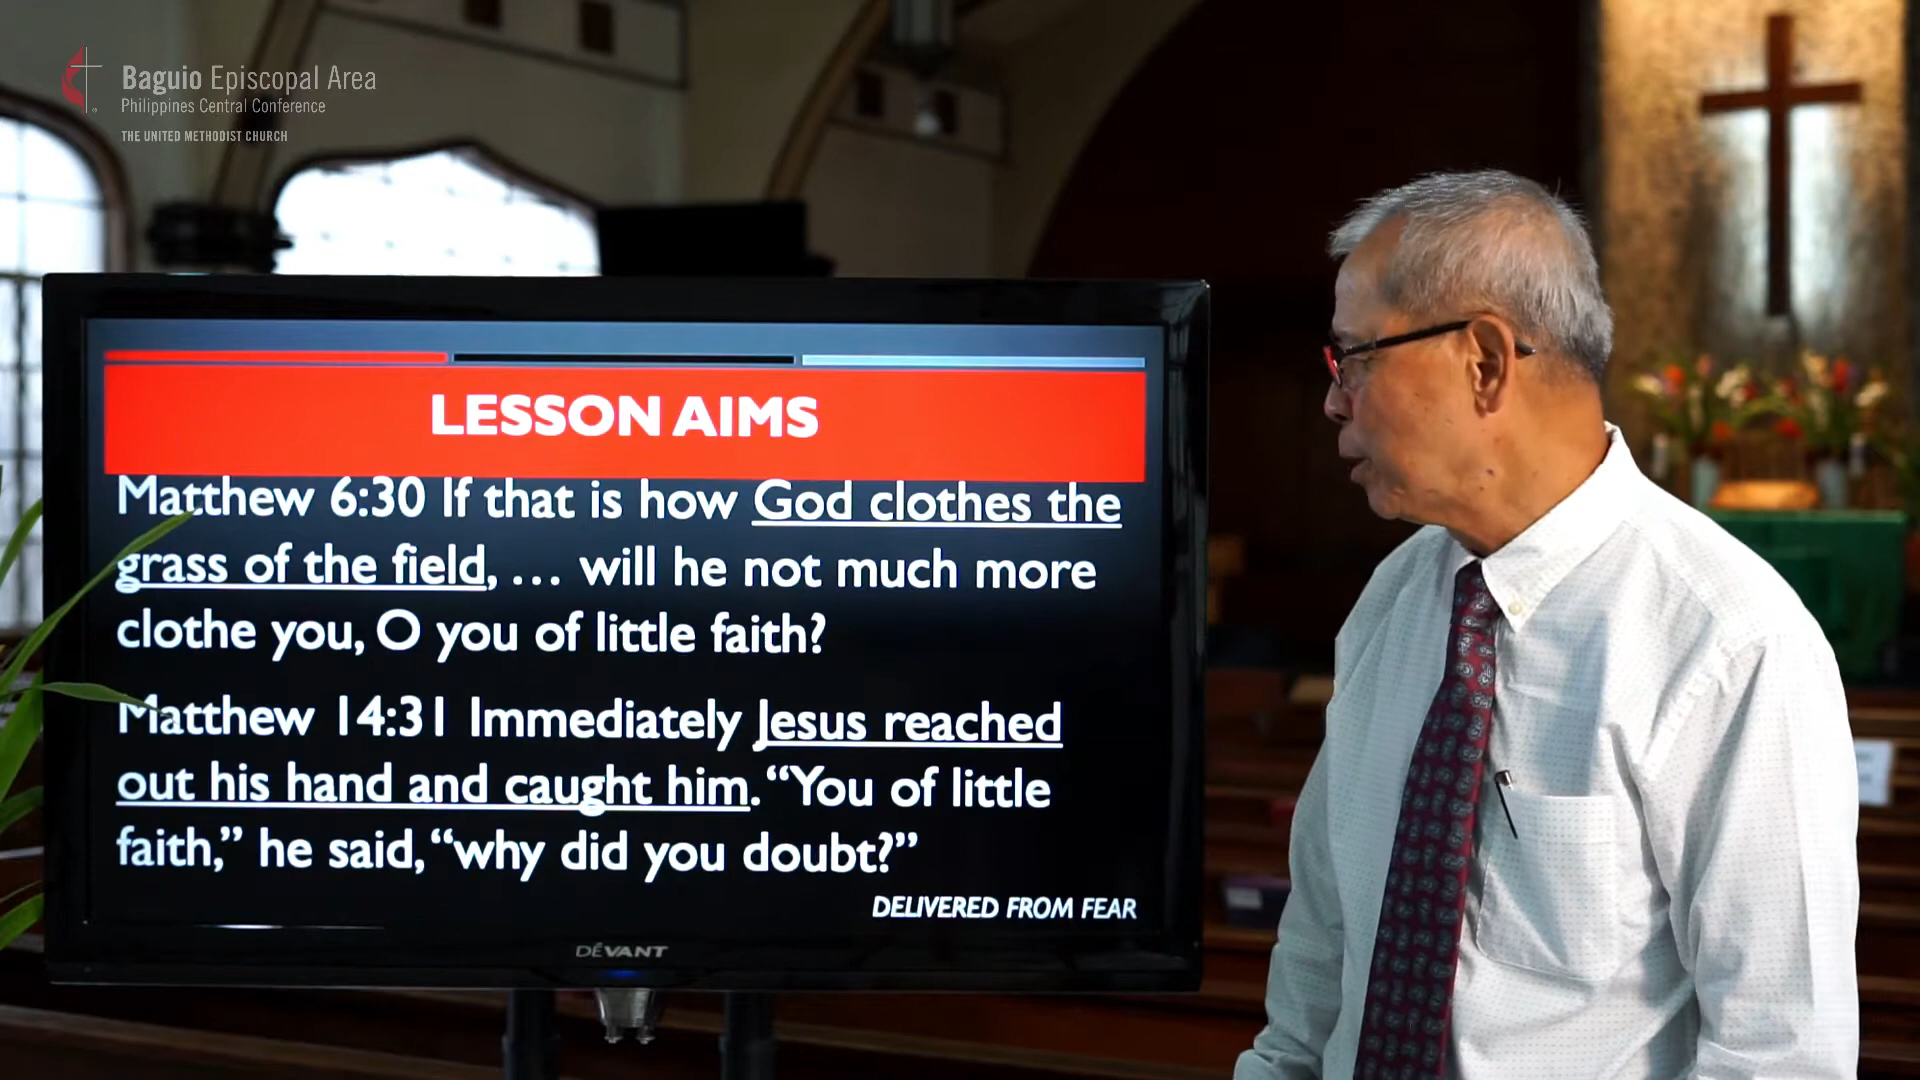 Baguio Episcopal Area
Philippines Central Conference
THE UNITED METHODIST CHURCH
LESSON AIMS
Matthew 6:30 If that is how God clothes the
grass of the field, ... will he not much more
clothe you, O you of little faith?
Matthew 14:31 Immediately Jesus reached
out his hand and caught him. “You of little
faith,” he said, “why did you doubt?”
DELIVERED FROM FEAR
DEVANT